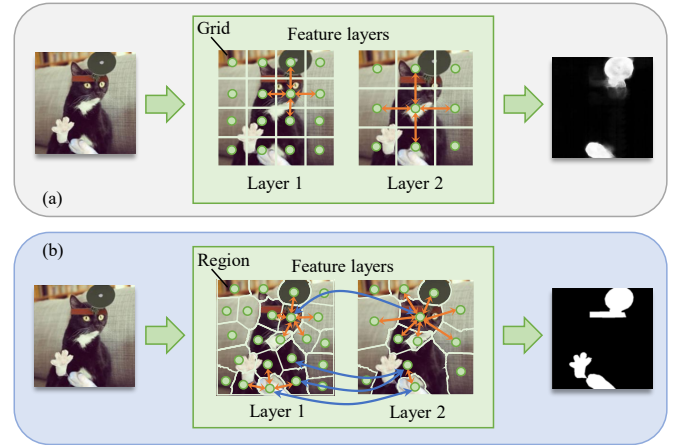 Grid
Feature layers
Layer 1
Layer 2
(a)
(b)
Region
Feature layers
Layer 1
Layer 2